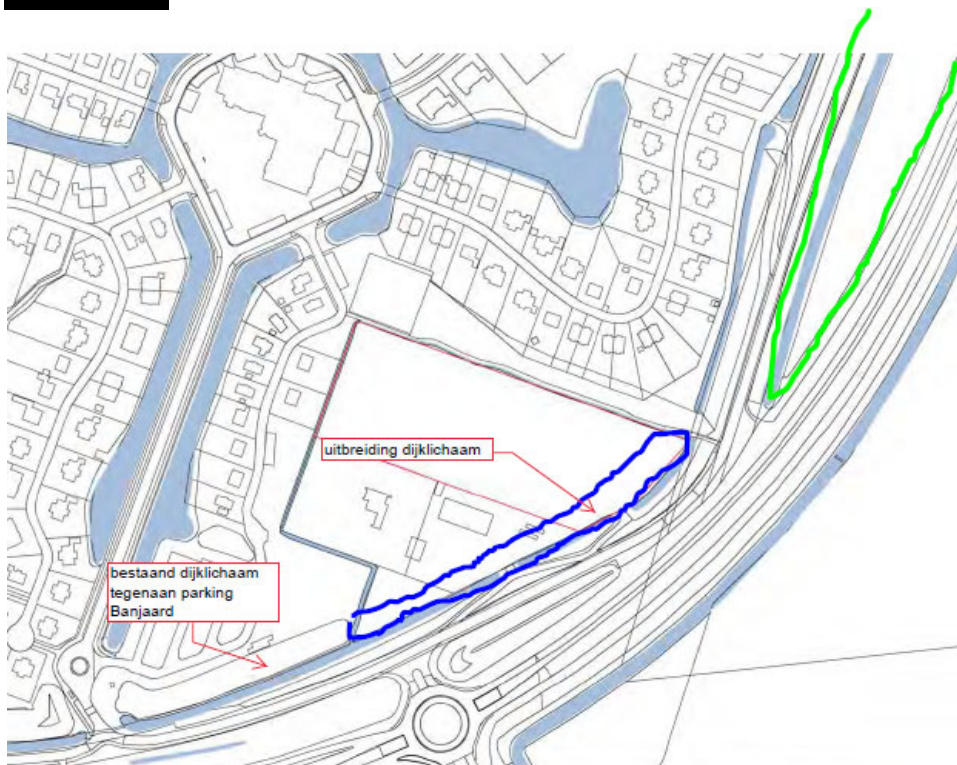 uitbreiding dijklichaam
bestaand dijklichaam
tegenaan parking
Banjaard